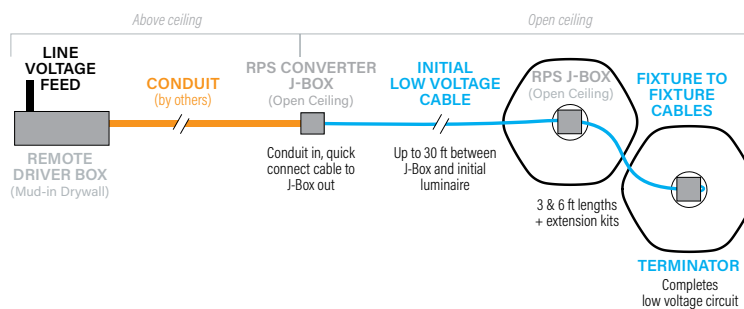 Above ceiling
Open ceiling
LINE
VOLTAGE
FEED
CONDUIT
(by others)
RPS CONVERTER
J-BOX
(Open Ceiling)
INITIAL
LOW VOLTAGE
CABLE
RPS J-BOX
(Open Ceiling)
FIXTURE TO
FIXTURE
CABLES
REMOTE
DRIVER BOX
(Mud-in Drywall)
Conduit in, quick
connect cable to
J-Box out
Up to 30 ft between
J-Box and initial
luminaire
3 & 6 ft lengths
+ extension kits
TERMINATOR
Completes
low voltage circuit